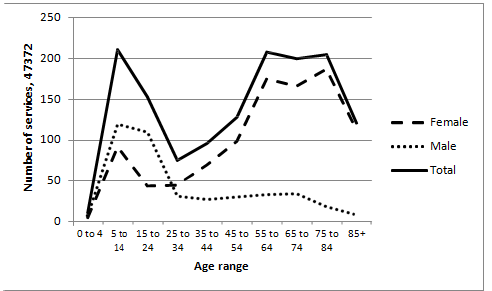 250
200
150
100
50
0
Number of services, 47372
0 to 4
5 to
14
15 to
24
25 to
34
35 to
44
45 to
54
55 to
64
65 to
74
75 to
84
85+
Age range
Female
Male
Total